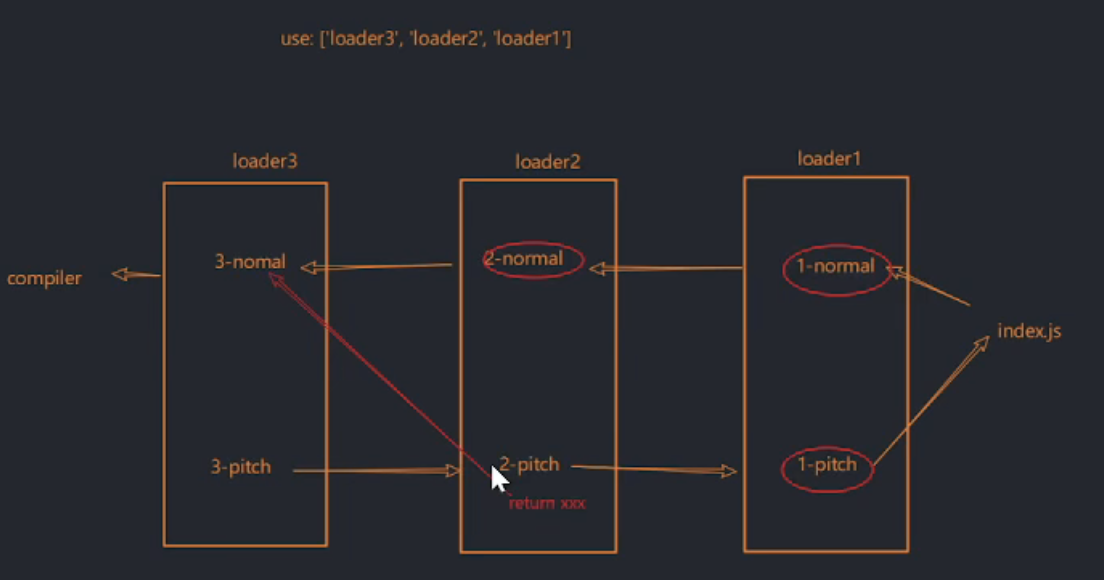 use: ['loader3', 'loader2', 'loader1']
loader3
loader2
loader1
3-nomal
2-normal
1-normal
compiler
index.js
3-pitch
2-pitch
1-pitch
return xxx